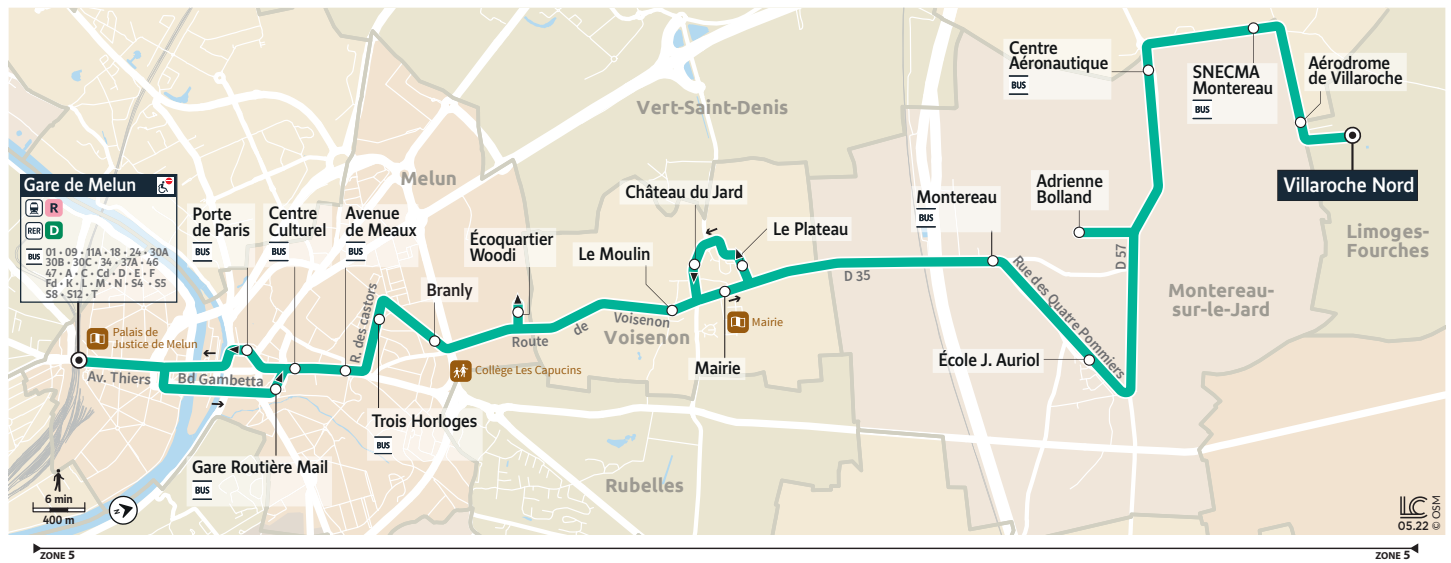 Gare de Melun
R
RER
D
BUS
01 • 09 • 11A • 18 • 24 • 30A
30B • 30C • 34 • 37A • 46
47 • A • C • Cd • D • E • F
Fd • K • L • M • N • S4 • S5
S8 • S12 • T
Palais de
Justice de Melun
Av. Thiers
Bd Gambetta
Porte
de Paris
BUS
Centre
Culturel
BUS
Avenue
de Meaux
BUS
Gare Routière Mail
BUS
Melun
R. des castors
Trois Horloges
BUS
Branly
Collège Les Capucins
Écoquartier
Woodi
Route
de
Voisenon
Le Moulin
Voisenon
Château du Jard
Le Plateau
Mairie
Mairie
Vert-Saint-Denis
Rubelles
D 35
Montereau
BUS
Rue des Quatre Pommiers
École J. Auriol
Adrienne
Bolland
D 57
Centre
Aéronautique
BUS
SNECMA
Montereau
BUS
Aérodrome
de Villaroche
Villaroche Nord
Limoges-
Fourches
Montereau-
sur-le-Jard
6 min
400 m
LC
05.22 © OSM
ZONE 5
ZONE 5